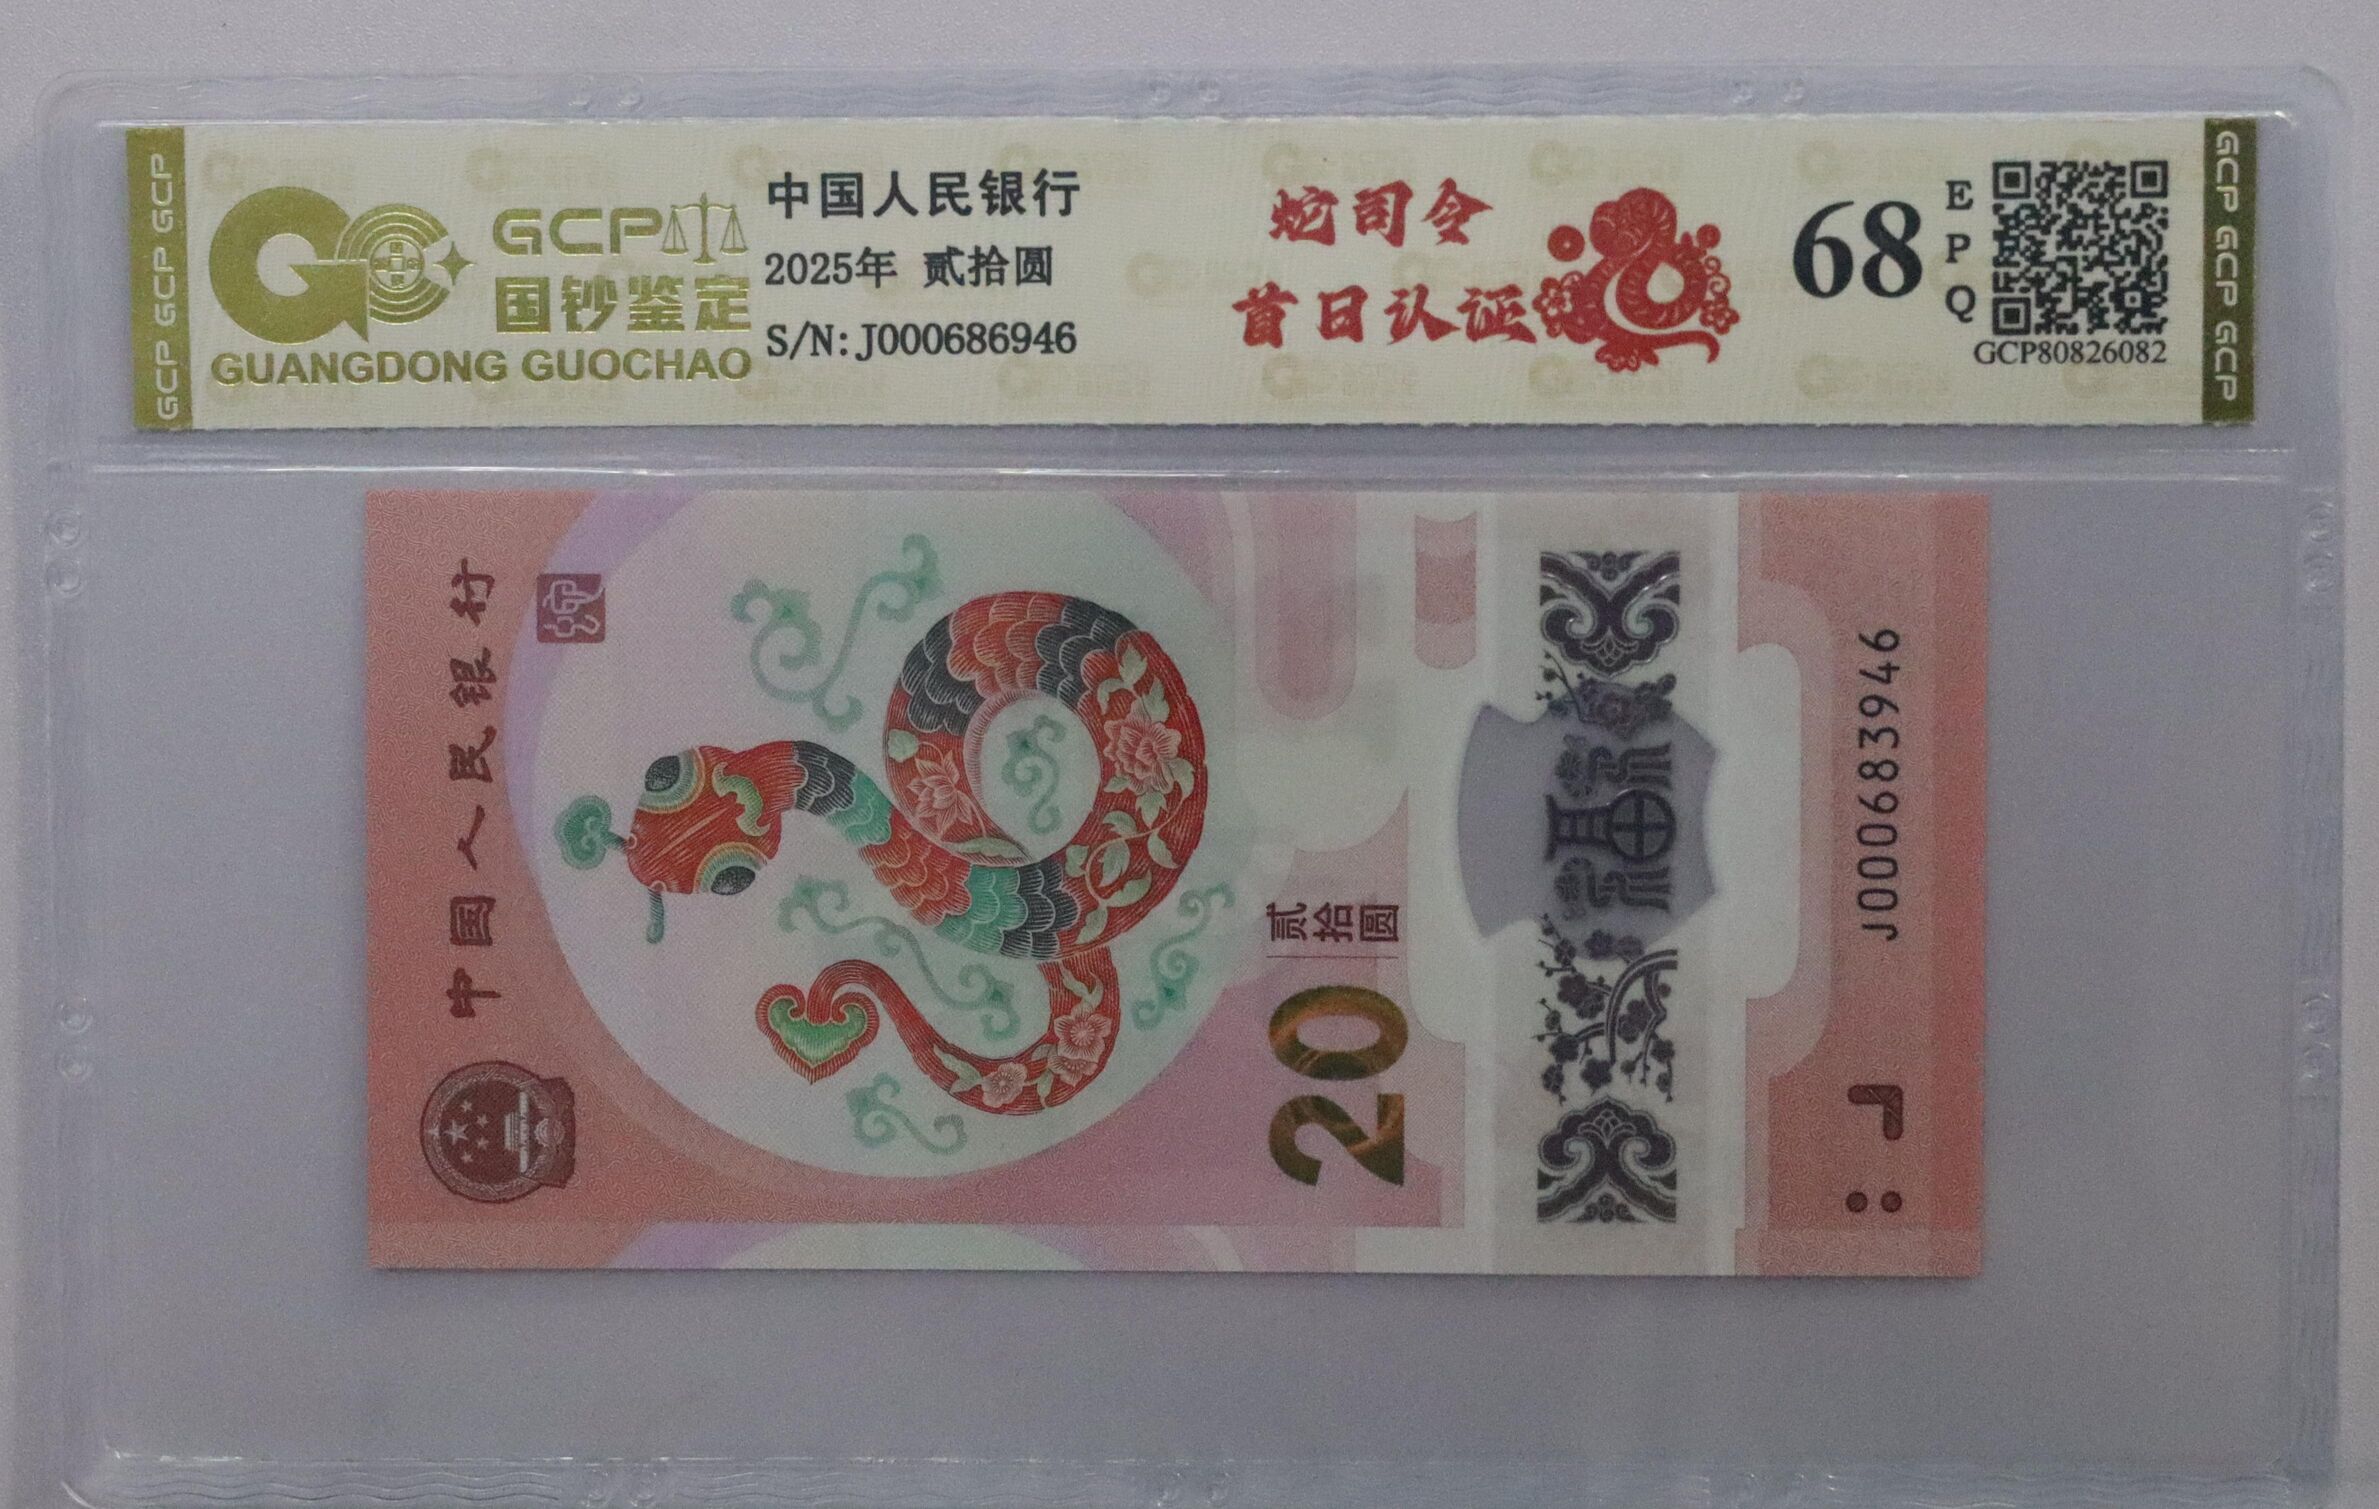 GCP GCP GCP
GCP
国钞鉴定
GUANGDONG GUOCHAO
中国人民银行
2025年 贰拾圆
S/N: J000686946
蛇司令
首日认证
68
EPQ
GCP80826082
GCP GCP GCP
中国人民银行
贰拾圆
20
福
J000683946